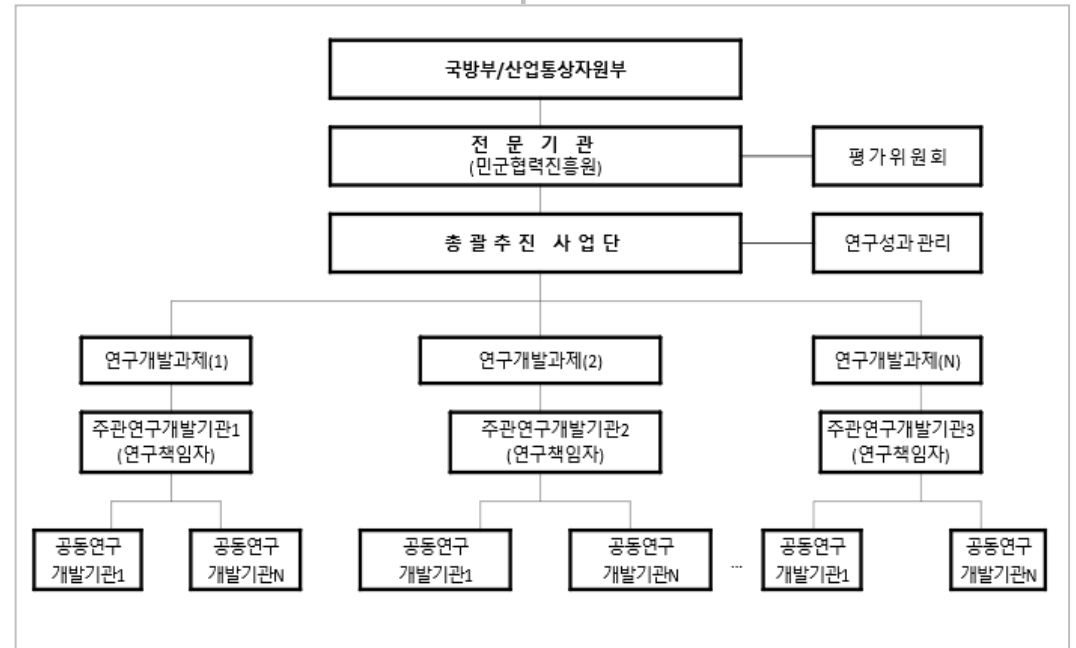 국방부/산업통상자원부
전 문 기 관
(민군협력진흥원)
평가위원회
총괄추진 사업단
연구성과 관리
연구개발과제(1)
연구개발과제(2)
연구개발과제(N)
주관연구개발기관1
(연구책임자)
주관연구개발기관2
(연구책임자)
주관연구개발기관3
(연구책임자)
공동연구
개발기관1
공동연구
개발기관N
공동연구
개발기관1
공동연구
개발기관N
...
공동연구
개발기관1
공동연구
개발기관N